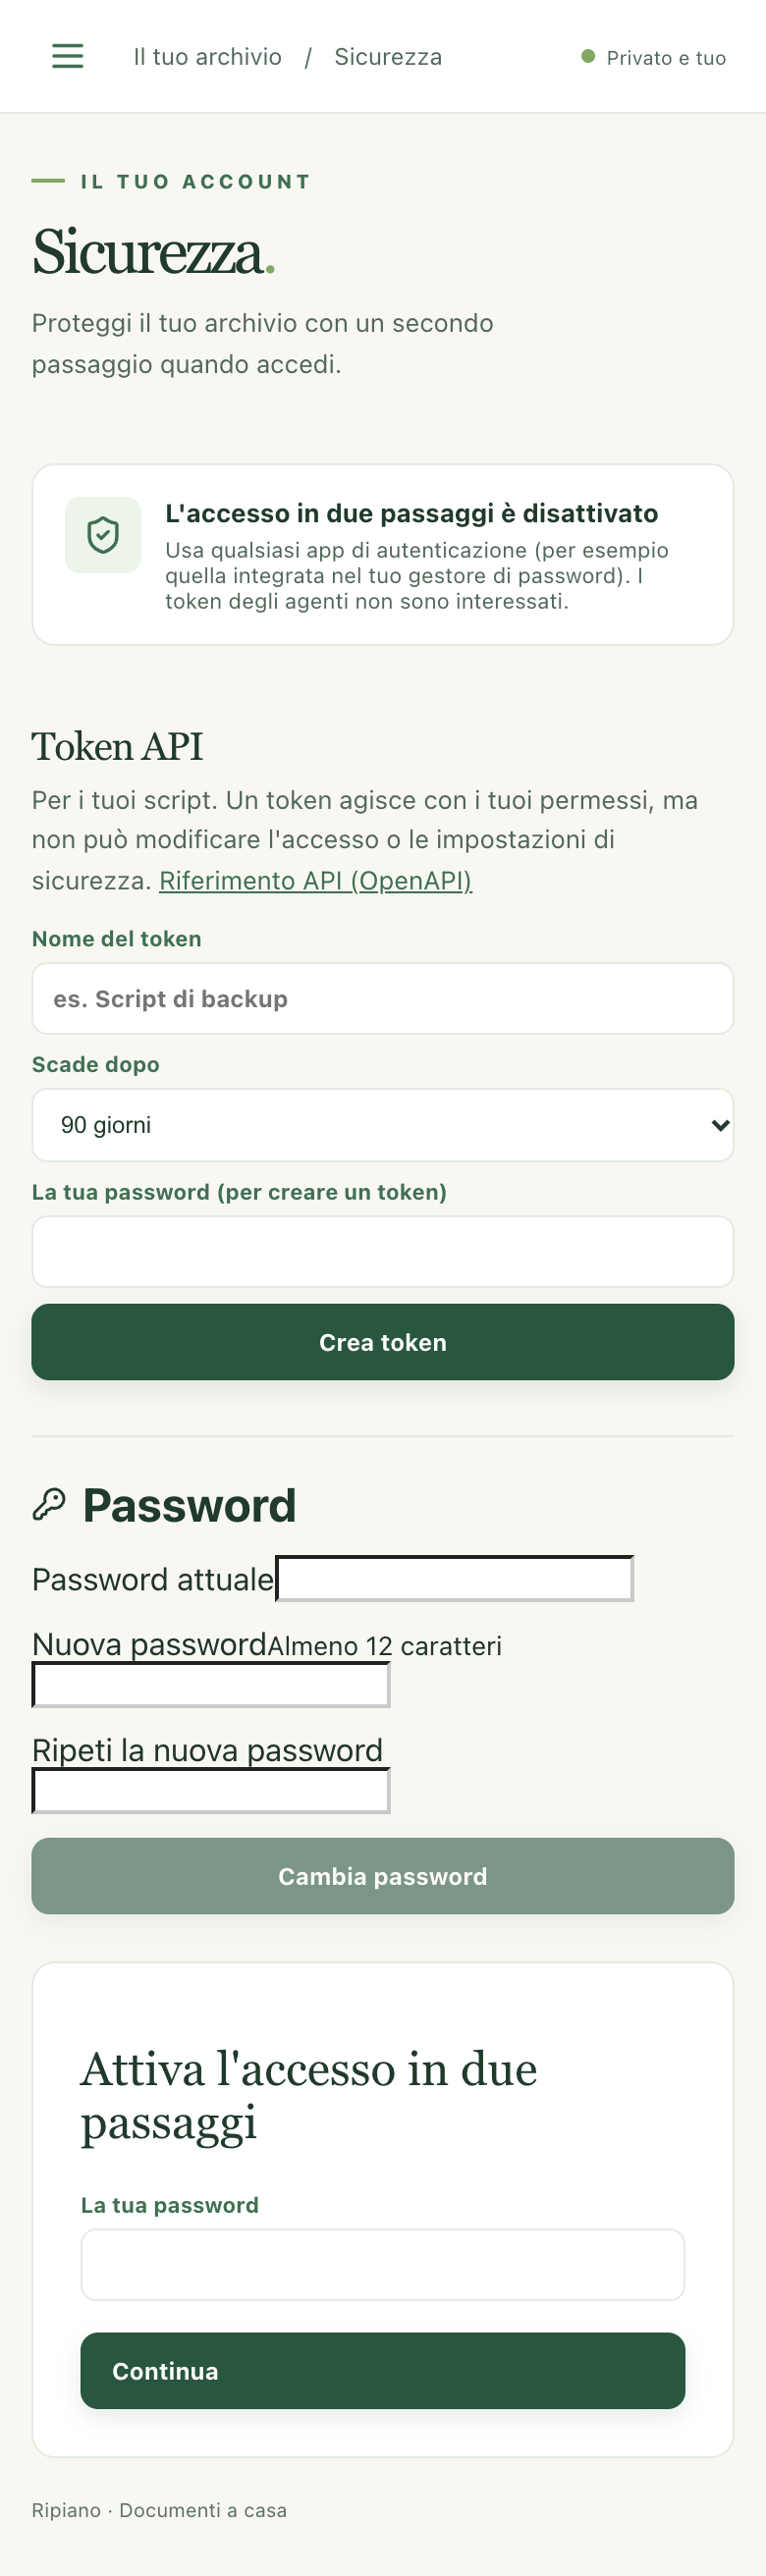 Il tuo archivio / Sicurezza
Privato e tuo
IL TUO ACCOUNT
Sicurezza.
Proteggi il tuo archivio con un secondo
passaggio quando accedi.
L'accesso in due passaggi è disattivato
Usa qualsiasi app di autenticazione (per esempio
quella integrata nel tuo gestore di password). I
token degli agenti non sono interessati.
Token API
Per i tuoi script. Un token agisce con i tuoi permessi, ma
non può modificare l'accesso o le impostazioni di
sicurezza. Riferimento API (OpenAPI)
Nome del token
es. Script di backup
Scade dopo
90 giorni
La tua password (per creare un token)
Crea token
Password
Password attuale
Nuova passwordAlmeno 12 caratteri
Ripeti la nuova password
Cambia password
Attiva l'accesso in due
passaggi
La tua password
Continua
Ripiano · Documenti a casa